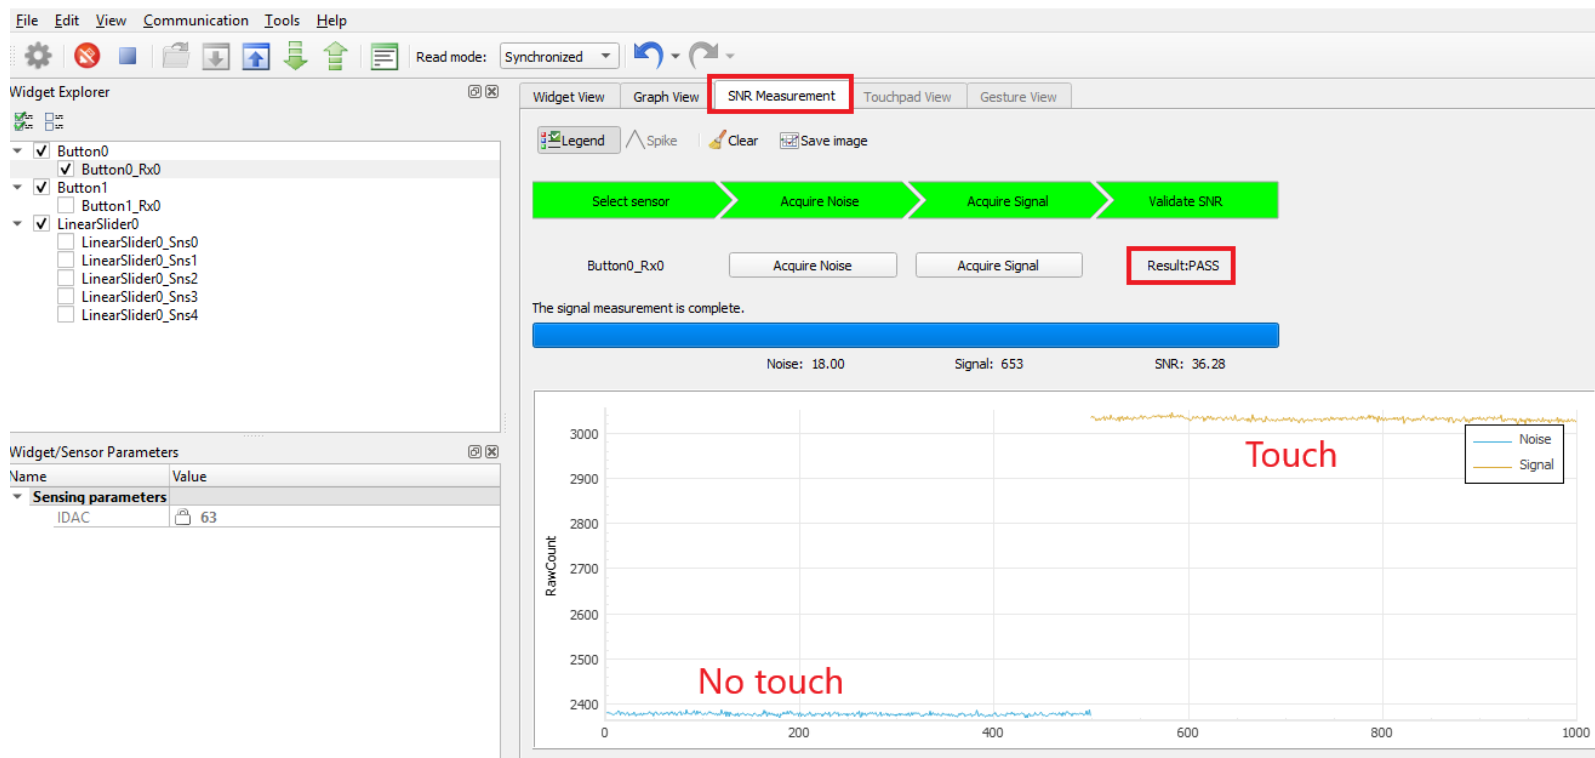 File Edit View Communication Tools Help
Read mode: Synchronized
Widget Explorer
Button0
Button0_Rx0
Button1
Button1_Rx0
LinearSlider0
LinearSlider0_Sns0
LinearSlider0_Sns1
LinearSlider0_Sns2
LinearSlider0_Sns3
LinearSlider0_Sns4
Widget/Sensor Parameters
Name Value
Sensing parameters
IDAC 63
Widget View Graph View SNR Measurement Touchpad View Gesture View
Legend Spike Clear Save image
Select sensor Acquire Noise Acquire Signal Validate SNR
Button0_Rx0 Acquire Noise Acquire Signal Result:PASS
The signal measurement is complete.
Noise: 18.00 Signal: 653 SNR: 36.28
RawCount
3000
2900
2800
2700
2600
2500
2400
Touch
Noise
Signal
No touch
0 200 400 600 800 1000